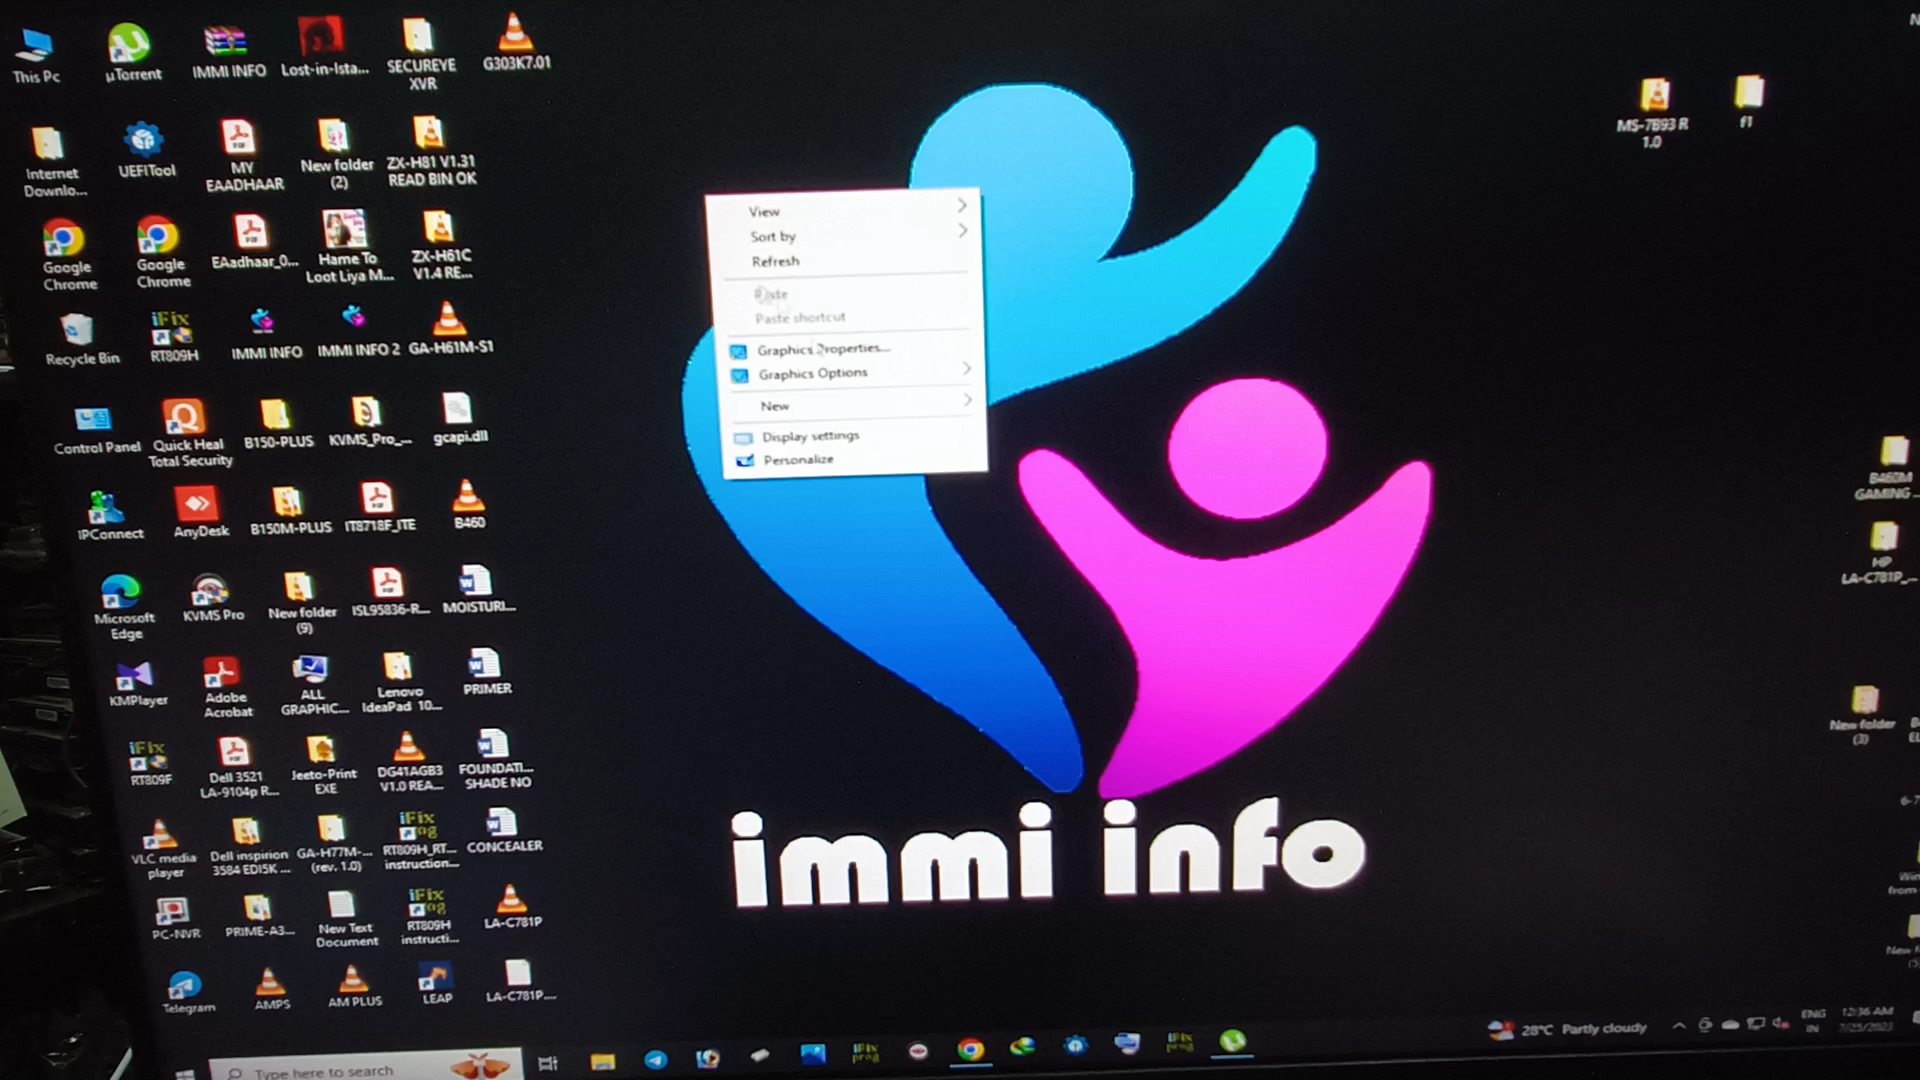 This Pc
µTorrent
IMMI INFO
Lost-in-Ista...
SECUREYE
XVR
G303K7.01
Internet
Downlo...
UEFITool
MY
EAADHAAR
New folder
(2)
ZX-H81 V1.31
READ BIN OK
Google
Chrome
Google
Chrome
EAadhaar_0...
Hame To
Loot Liya M...
ZX-H61C
V1.4 RE...
Recycle Bin
iFix
RT809H
IMMI INFO
IMMI INFO 2
GA-H61M-S1
Control Panel
Quick Heal
Total Security
B150-PLUS
KVMS_Pro_...
gcapi.dll
IPConnect
AnyDesk
B150M-PLUS
IT8718F_ITE
B460
Microsoft
Edge
KVMS Pro
New folder
(9)
ISL95836-R...
MOISTURI...
KMPlayer
Adobe
Acrobat
ALL
GRAPHIC...
Lenovo
IdeaPad 10...
PRIMER
iFix
RT809F
Dell 3521
LA-9104p R...
Jeeto-Print
EXE
DG41AGB3
V1.0 REA...
FOUNDATI...
SHADE NO
VLC media
player
Dell inspirion
3584 EDI5K ...
GA-H77M-...
(rev. 1.0)
iFix
RT809H_RT...
instruction...
CONCEALER
PC-NVR
PRIME-A3...
New Text
Document
iFix
RT809H
instructi...
LA-C781P
Telegram
AMPS
AM PLUS
LEAP
LA-C781P....
View
Sort by
Refresh
Paste
Paste shortcut
Graphics Properties...
Graphics Options
New
Display settings
Personalize
immi info
MS-7B93 R
1.0
f1
B460M
GAMING ...
HP
LA-C781P_...
New folder
(3)
Type here to search
iFix
prog
iFix
prog
28°C Partly cloudy
ENG
IN
12:36 AM
7/25/2023